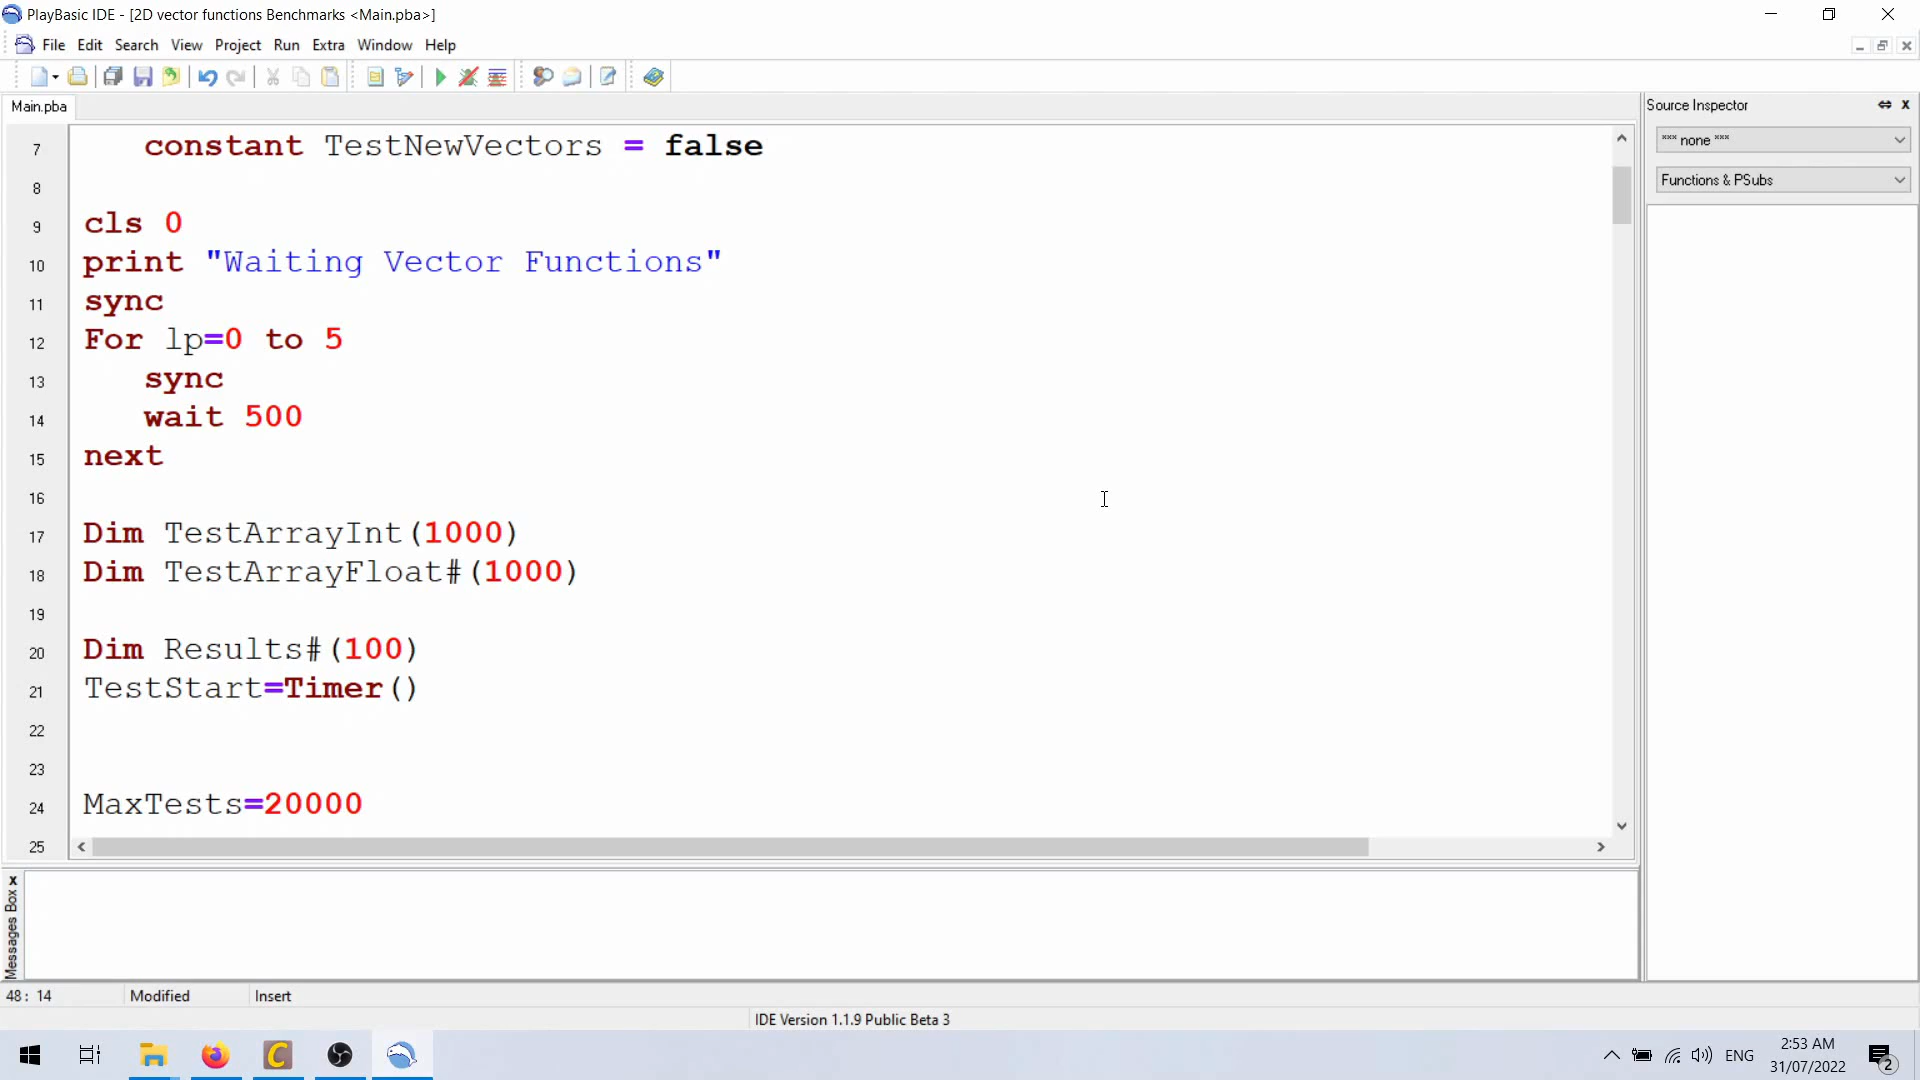 PlayBasic IDE - [2D vector functions Benchmarks <Main.pba>]
File Edit Search View Project Run Extra Window Help
Main.pba
Source Inspector
*** none ***
Functions & PSubs
7 constant TestNewVectors = false
8
9 cls 0
10 print "Waiting Vector Functions"
11 sync
12 For lp=0 to 5
13 sync
14 wait 500
15 next
16
17 Dim TestArrayInt(1000)
18 Dim TestArrayFloat#(1000)
19
20 Dim Results#(100)
21 TestStart=Timer()
22
23
24 MaxTests=20000
25
Messages Box
48: 14 Modified Insert
IDE Version 1.1.9 Public Beta 3
ENG
2:53 AM
31/07/2022
2